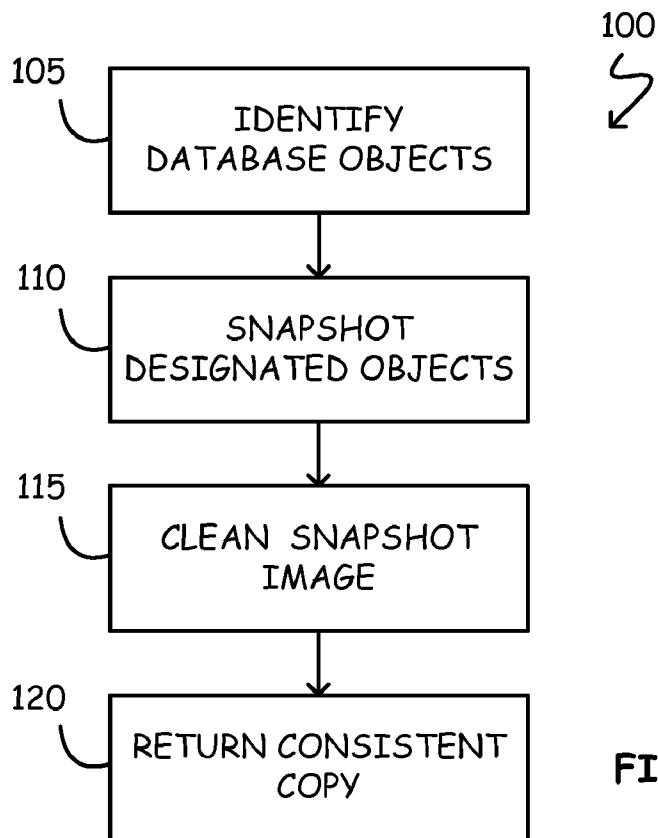 100
105
IDENTIFY
DATABASE OBJECTS
110
SNAPSHOT
DESIGNATED OBJECTS
115
CLEAN SNAPSHOT
IMAGE
120
RETURN CONSISTENT
COPY
FI